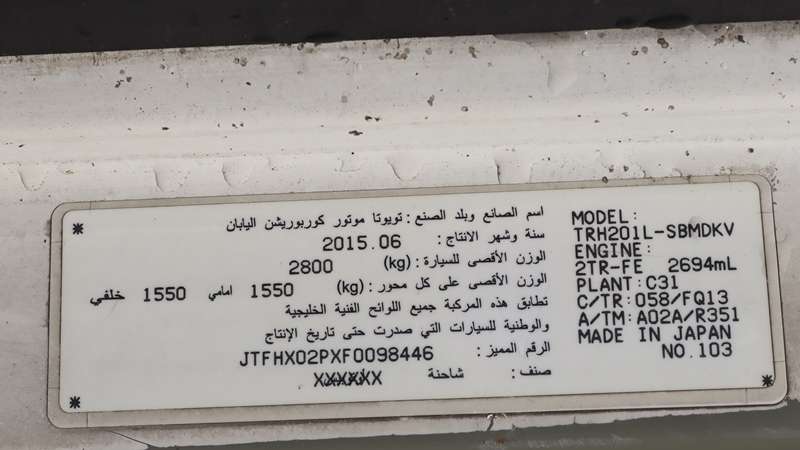 اسم الصانع وبلد الصنع : تويوتا موتور كوربوريشن اليابان
سنة وشهر الانتاج : 2015.06
الوزن الأقصى للسيارة : (kg) 2800
الوزن الأقصى على كل محور : (kg) 1550 امامي 1550 خلفي
تطابق هذه المركبة جميع اللوائح الفنية الخليجية
والوطنية للسيارات التي صدرت حتى تاريخ الإنتاج
الرقم المميز : JTFHX02PXF0098446
صنف : شاحنة XXXXXX
MODEL:
TRH201L-SBMDKV
ENGINE:
2TR-FE 2694mL
PLANT: C31
C/TR: 058/FQ13
A/TM: A02A/R351
MADE IN JAPAN
NO. 103